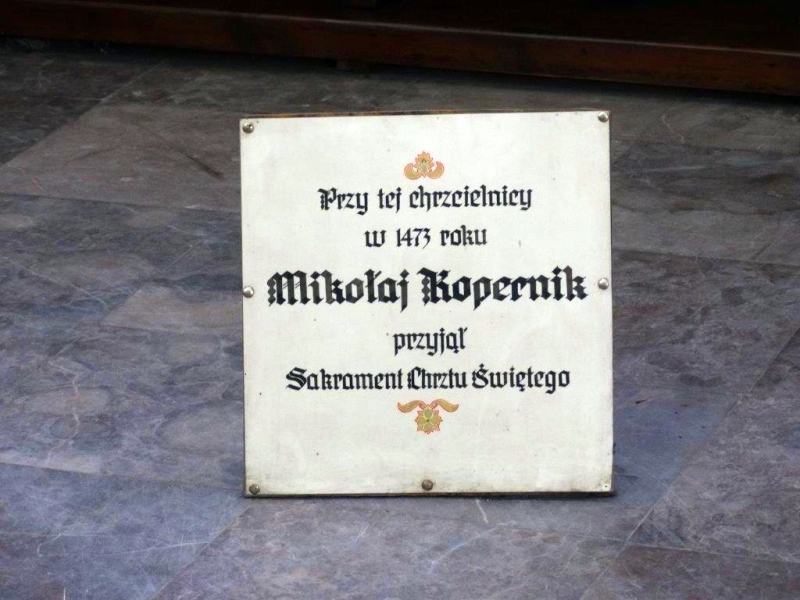 Przy tej chrzcielnicy
w 1473 roku
Mikołaj Kopernik
przyjął
Sakrament Chrztu Świętego